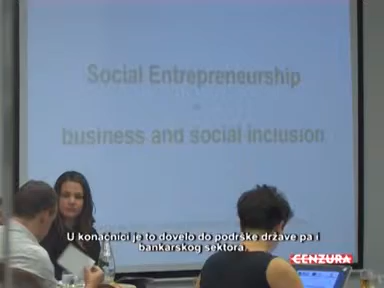 Social Entrepreneurship
-
business and social inclusion
U konačnici je to dovelo do podrške države pa i
bankarskog sektora.
CENZURA